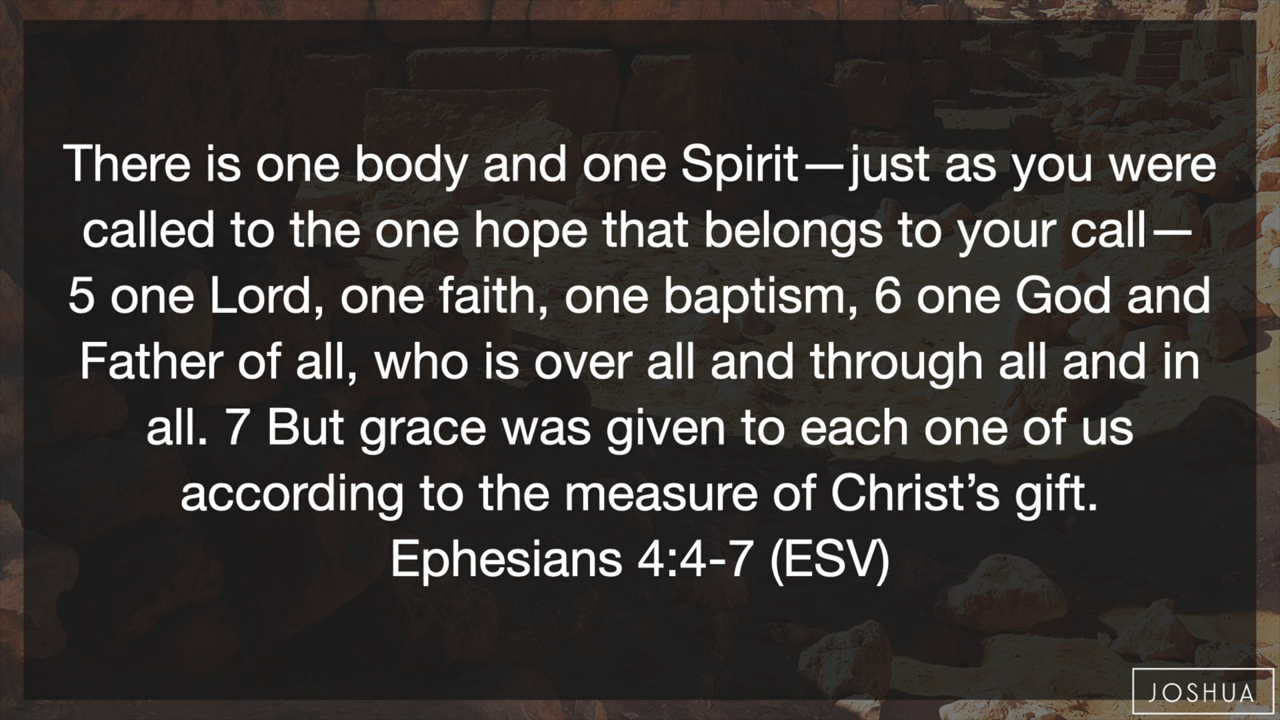 There is one body and one Spirit—just as you were
called to the one hope that belongs to your call—
5 one Lord, one faith, one baptism, 6 one God and
Father of all, who is over all and through all and in
all. 7 But grace was given to each one of us
according to the measure of Christ’s gift.
Ephesians 4:4-7 (ESV)
JOSHUA